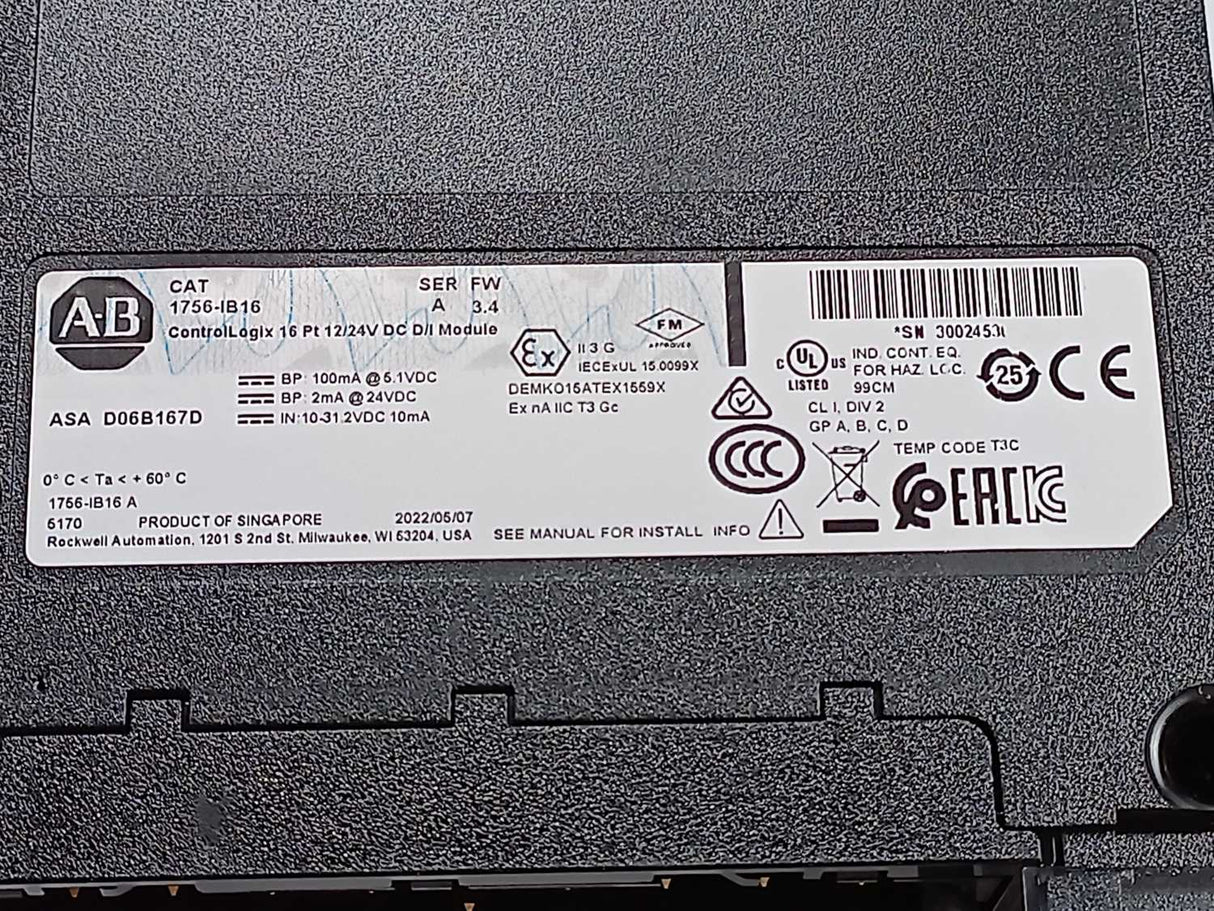 A-B
CAT SER FW
1756-IB16 A 3.4
ControlLogix 16 Pt 12/24V DC D/I Module
BP: 100mA @ 5.1VDC
BP: 2mA @ 24VDC
ASA D06B167D IN:10-31.2VDC 10mA
0° C < Ta < + 60° C
1756-IB16 A
PRODUCT OF SINGAPORE 2022/05/07
Rockwell Automation, 1201 S 2nd St. Milwaukee, WI 53204, USA
SEE MANUAL FOR INSTALL INFO
Ex
II 3 G
IECExUL 15.0099X
DEMKO15ATEX1559X
Ex nA IIC T3 Gc
FM
APPROVED
*SN
C UL US
LISTED
IND. CONT. EQ.
FOR HAZ. LOC.
99CM
CL I, DIV 2
GP A, B, C, D
TEMP CODE T3C
25
CE
CCC
EAC